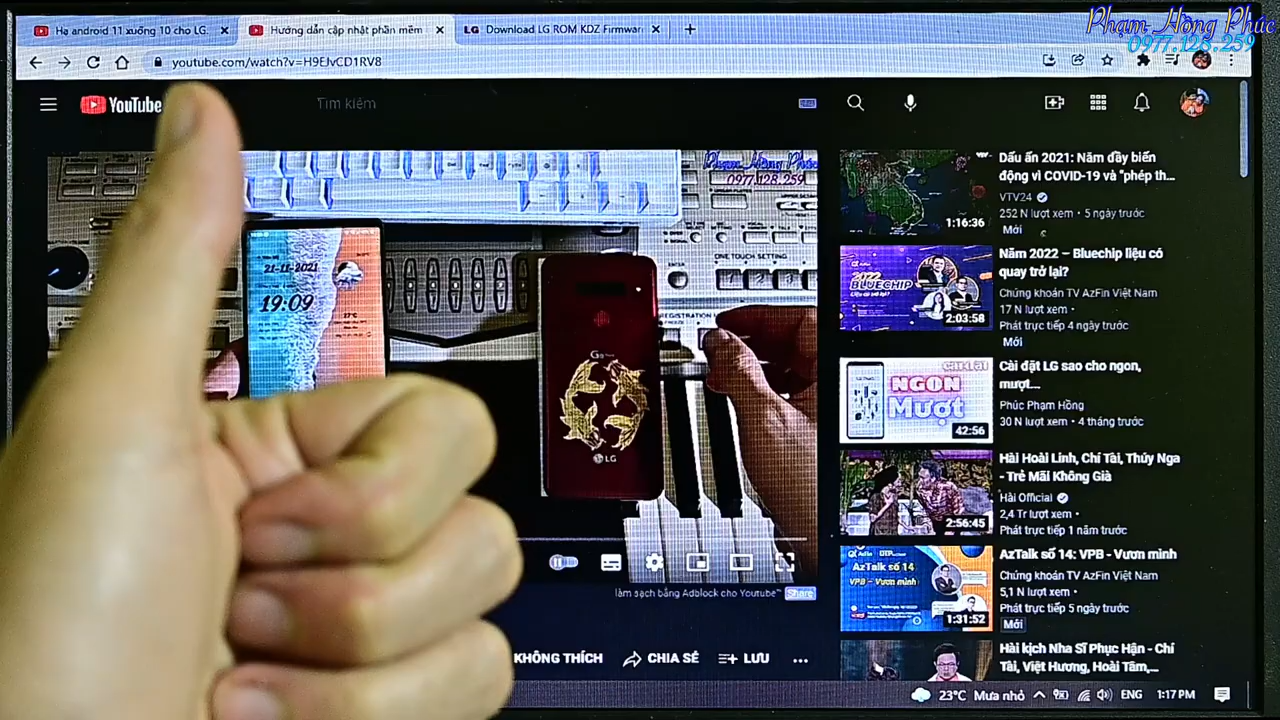 Phạm Hồng Phúc
0977.128.259
Hạ android 11 xuống 10 cho LG.
Hướng dẫn cập nhật phần mềm
LG Download LG ROM KDZ Firmwar
youtube.com/watch?v=H9EJvCD1RV8
YouTube
Tìm kiếm
Phạm Hồng Phúc
0977.128.259
ONE TOUCH SETTING
ENTER
21-11-2021
19:09
REGISTRATION
FREEZE
G8
LG
làm sạch bằng Adblock cho Youtube™
Share
KHÔNG THÍCH
CHIA SẺ
LƯU
1:16:36
Dấu ấn 2021: Năm đầy biến
động vì COVID-19 và "phép th...
VTV24
252 N lượt xem • 5 ngày trước
Mới
2022
BLUECHIP
2:03:58
Năm 2022 – Bluechip liệu có
quay trở lại?
Chứng khoán TV AzFin Việt Nam
17 N lượt xem •
Phát trực tiếp 4 ngày trước
Mới
NGON
Mượt
42:56
Cài đặt LG sao cho ngon,
mượt...
Phúc Phạm Hồng
30 N lượt xem • 4 tháng trước
2:56:45
Hài Hoài Linh, Chí Tài, Thúy Nga
- Trẻ Mãi Không Già
Hài Official
2,4 Tr lượt xem •
Phát trực tiếp 1 năm trước
AzTalk số 14
VPB - Vươn mình
1:31:52
AzTalk số 14: VPB - Vươn mình
Chứng khoán TV AzFin Việt Nam
5,1 N lượt xem •
Phát trực tiếp 5 ngày trước
Mới
Hài kịch Nha Sĩ Phục Hận - Chí
Tài, Việt Hương, Hoài Tâm,...
23°C Mưa nhỏ
ENG
1:17 PM